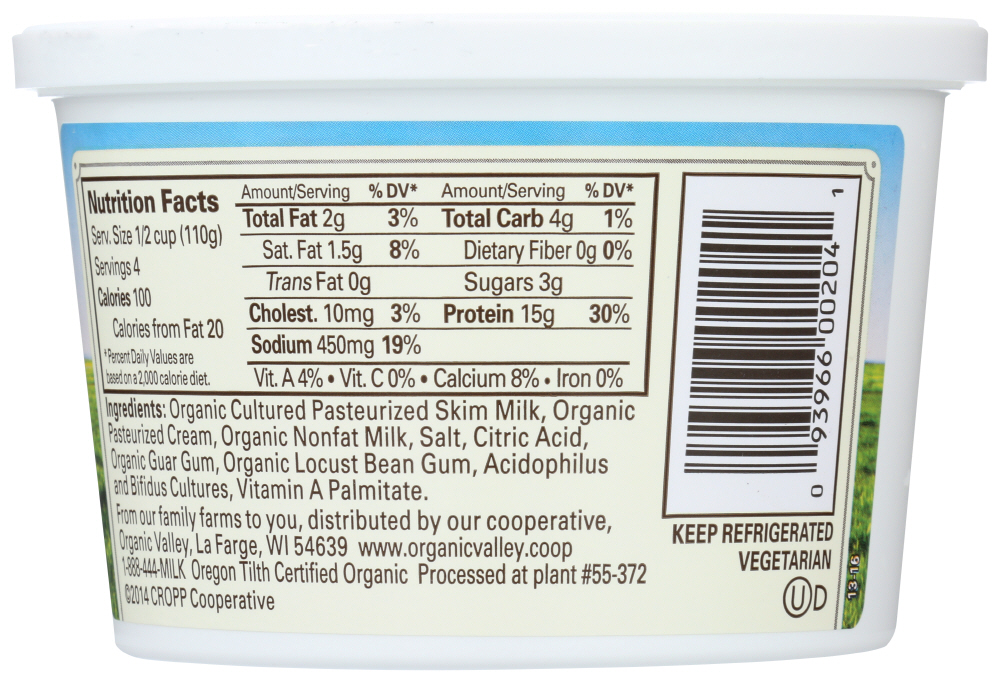 Nutrition Facts
Serv. Size 1/2 cup (110g)
Servings 4
Calories 100
Calories from Fat 20
*Percent Daily Values are
based on a 2,000 calorie diet.
Amount/Serving % DV* Amount/Serving % DV*
Total Fat 2g 3% Total Carb 4g 1%
Sat. Fat 1.5g 8% Dietary Fiber 0g 0%
Trans Fat 0g Sugars 3g
Cholest. 10mg 3% Protein 15g 30%
Sodium 450mg 19%
Vit. A 4% • Vit. C 0% • Calcium 8% • Iron 0%
Ingredients: Organic Cultured Pasteurized Skim Milk, Organic
Pasteurized Cream, Organic Nonfat Milk, Salt, Citric Acid,
Organic Guar Gum, Organic Locust Bean Gum, Acidophilus
and Bifidus Cultures, Vitamin A Palmitate.
From our family farms to you, distributed by our cooperative,
Organic Valley, La Farge, WI 54639 www.organicvalley.coop
1-888-444-MILK Oregon Tilth Certified Organic Processed at plant #55-372
©2014 CROPP Cooperative
0 93966 00204 1
KEEP REFRIGERATED
VEGETARIAN
UD
13-16